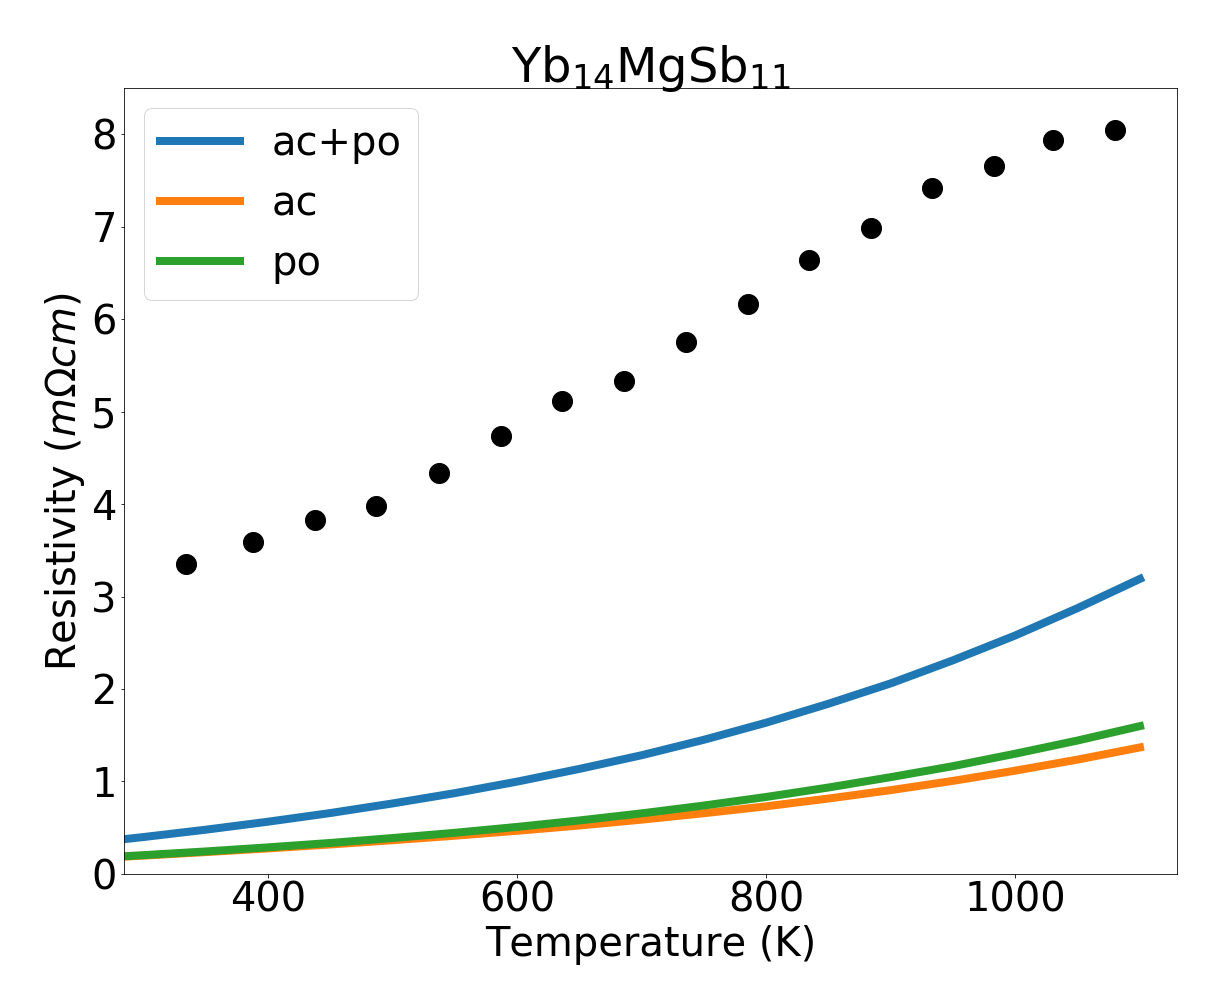 Yb₁₄MgSb₁₁
ac+po
ac
po
8
7
6
5
4
3
2
1
0
Resistivity (mΩcm)
400 600 800 1000
Temperature (K)